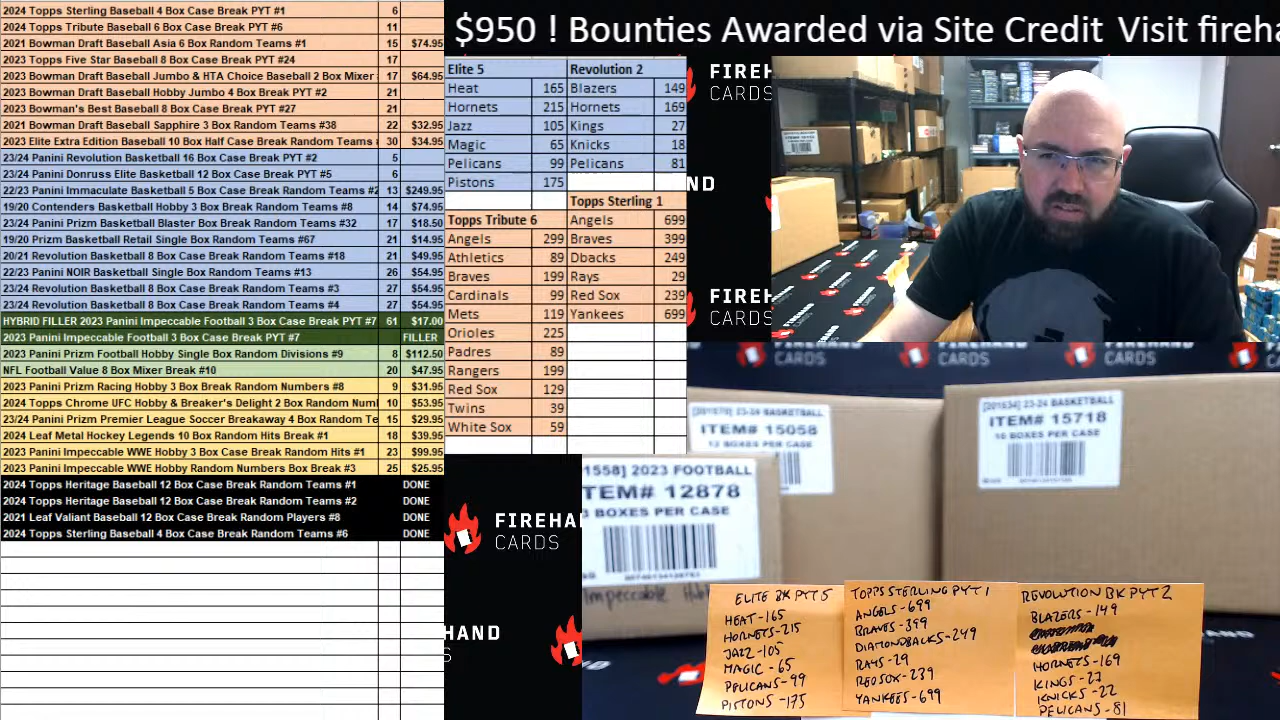 2024 Topps Sterling Baseball 4 Box Case Break PYT #1 6
2024 Topps Tribute Baseball 6 Box Case Break PYT #6 11
2021 Bowman Draft Baseball Asia 6 Box Random Teams #1 15 $74.95
2023 Topps Five Star Baseball 8 Box Case Break PYT #24 17
2023 Bowman Draft Baseball Jumbo & HTA Choice Baseball 2 Box Mixer 17 $64.95
2023 Bowman Draft Baseball Hobby Jumbo 4 Box Case Break PYT #2 21
2023 Bowman's Best Baseball 8 Box Case Break PYT #27 21
2021 Bowman Draft Baseball Sapphire 3 Box Random Teams #38 22 $32.95
2023 Elite Extra Edition Baseball 10 Box Half Case Break Random Teams 30 $34.95
23/24 Panini Revolution Basketball 16 Box Case Break PYT #2 5
23/24 Panini Donruss Elite Basketball 12 Box Case Break PYT #5 6
22/23 Panini Immaculate Basketball 5 Box Case Break Random Teams #2 13 $249.95
19/20 Contenders Basketball Hobby 3 Box Random Teams #8 14 $74.95
23/24 Panini Prizm Basketball Blaster Box Random Teams #32 17 $18.50
19/20 Prizm Basketball Retail Single Box Random Teams #67 21 $14.95
20/21 Revolution Basketball 8 Box Case Break Random Teams #18 21 $49.95
22/23 Panini NOIR Basketball Single Box Random Teams #13 26 $54.95
23/24 Revolution Basketball 8 Box Case Break Random Teams #3 27 $54.95
23/24 Revolution Basketball 8 Box Case Break Random Teams #4 27 $54.95
HYBRID FILLER 2023 Panini Impeccable Football 3 Box Case Break PYT #7 61 $17.00
2023 Panini Impeccable Football 3 Box Case Break PYT #7 FILLER
2023 Panini Prizm Football Hobby Single Box Random Divisions #9 8 $112.50
NFL Football Value 8 Box Mixer Break #10 20 $47.95
2023 Panini Prizm Racing Hobby 3 Box Break Random Numbers #8 9 $31.95
2024 Topps Chrome UFC Hobby & Breaker's Delight 2 Box Random Numl 10 $53.95
23/24 Panini Prizm Premier League Soccer Breakaway 4 Box Random Te 15 $29.95
2024 Leaf Metal Hockey Legends 10 Box Random Hits Break #1 18 $39.95
2023 Panini Impeccable WWE Hobby 3 Box Case Break Random Hits #1 23 $99.95
2023 Panini Impeccable WWE Hobby Random Numbers Box Break #3 25 $25.95
2024 Topps Heritage Baseball 12 Box Case Break Random Teams #1 DONE
2024 Topps Heritage Baseball 12 Box Case Break Random Teams #2 DONE
2021 Leaf Valiant Baseball 12 Box Case Break Random Players #8 DONE
2024 Topps Sterling Baseball 4 Box Case Break Random Teams #6 DONE
$950 ! Bounties Awarded via Site Credit Visit fireha
Elite 5
Heat 165
Hornets 215
Jazz 105
Magic 65
Pelicans 99
Pistons 175
Revolution 2
Blazers 149
Hornets 169
Kings 27
Knicks 18
Pelicans 81
Topps Tribute 6
Angels 299
Athletics 89
Braves 199
Cardinals 99
Mets 119
Orioles 225
Padres 89
Rangers 199
Red Sox 129
Twins 39
White Sox 59
Topps Sterling 1
Angels 699
Braves 399
Dbacks 249
Rays 29
Red Sox 239
Yankees 699
FIREH
CARDS
ND
FIREH
CARDS
FIREHAN
CARDS
HAND
S
FIREHAND
CARDS
23-24 BASKETBALL
ITEM# 15058
12 BOXES PER CASE
[201634] 23-24 BASKETBALL
ITEM# 15718
16 BOXES PER CASE
1558] 2023 FOOTBALL
TEM# 12878
3 BOXES PER CASE
Impeccable
ELITE BK PYT 5
HEAT-165
HORNETS-215
JAZZ-105
MAGIC-65
PELICANS-99
PISTONS-175
TOPPS STERLING PYT 1
ANGELS-699
BRAVES-399
DIAMONDBACKS-249
RAYS-29
REDSOX-239
YANKEES-699
REVOLUTION BK PYT 2
BLAZERS-149
HORNETS-169
KINGS-27
KNICKS-22
PELICANS-81